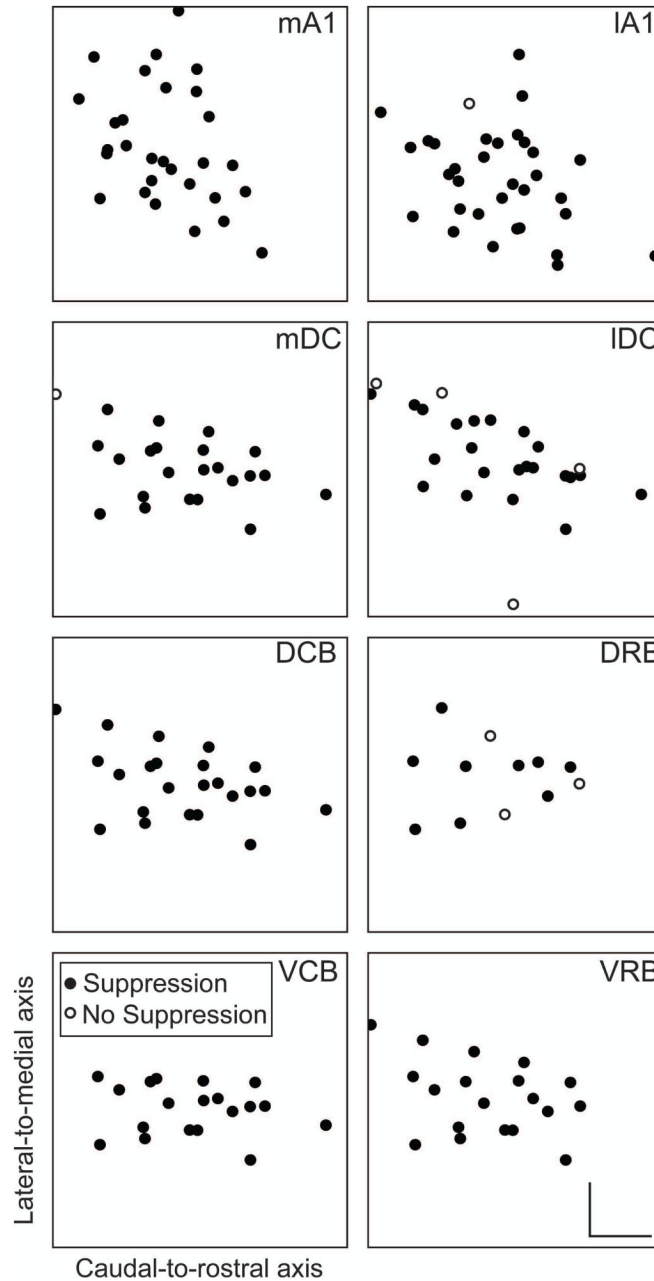 mA1
lA1
mDC
lDC
DCB
DRB
VCB
VRB
Suppression
No Suppression
Lateral-to-medial axis
Caudal-to-rostral axis